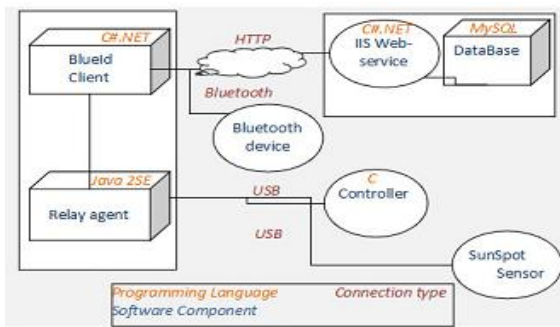 C#.NET
BlueId
Client
HTTP
C#.NET
IIS Web-
service
MySQL
DataBase
Bluetooth
Bluetooth
device
Java 2SE
Relay agent
USB
C
Controller
USB
SunSpot
Sensor
Programming Language
Connection type
Software Component